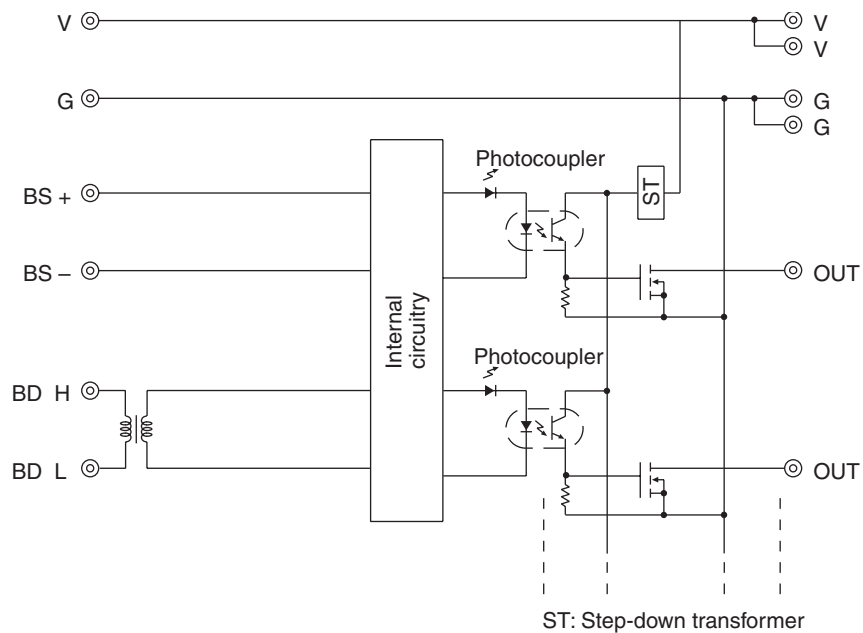 V
V
V
G
G
G
Photocoupler
BS +
ST
BS –
OUT
Internal
circuitry
Photocoupler
BD H
BD L
OUT
ST: Step-down transformer